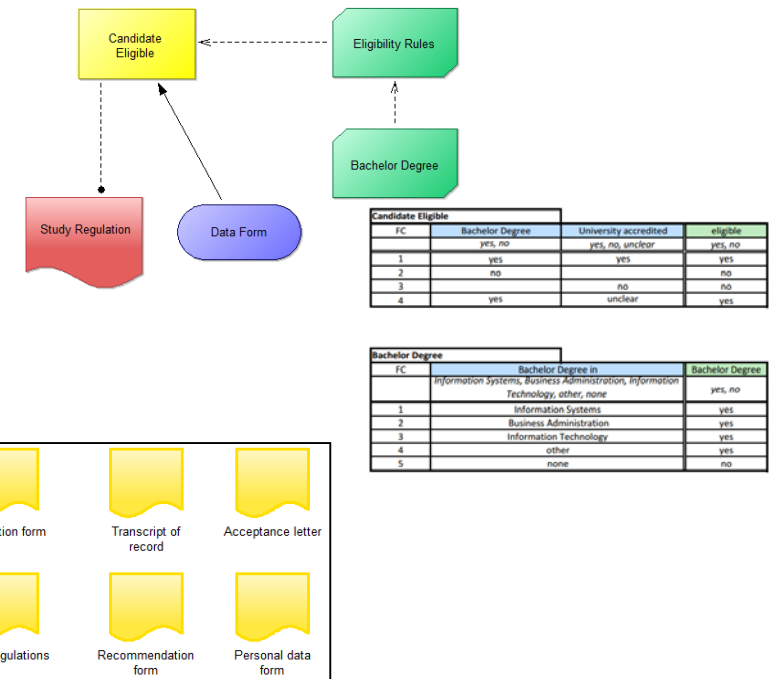 Candidate
Eligible
Eligibility Rules
Bachelor Degree
Study Regulation
Data Form
Candidate Eligible
FC Bachelor Degree University accredited eligible
yes, no yes, no, unclear yes, no
1 yes yes yes
2 no no
3 no no
4 yes unclear yes
Bachelor Degree
FC Bachelor Degree in Bachelor Degree
Information Systems, Business Administration, Information
Technology, other, none yes, no
1 Information Systems yes
2 Business Administration yes
3 Information Technology yes
4 other yes
5 none no
tion form
Transcript of
record
Acceptance letter
gulations
Recommendation
form
Personal data
form